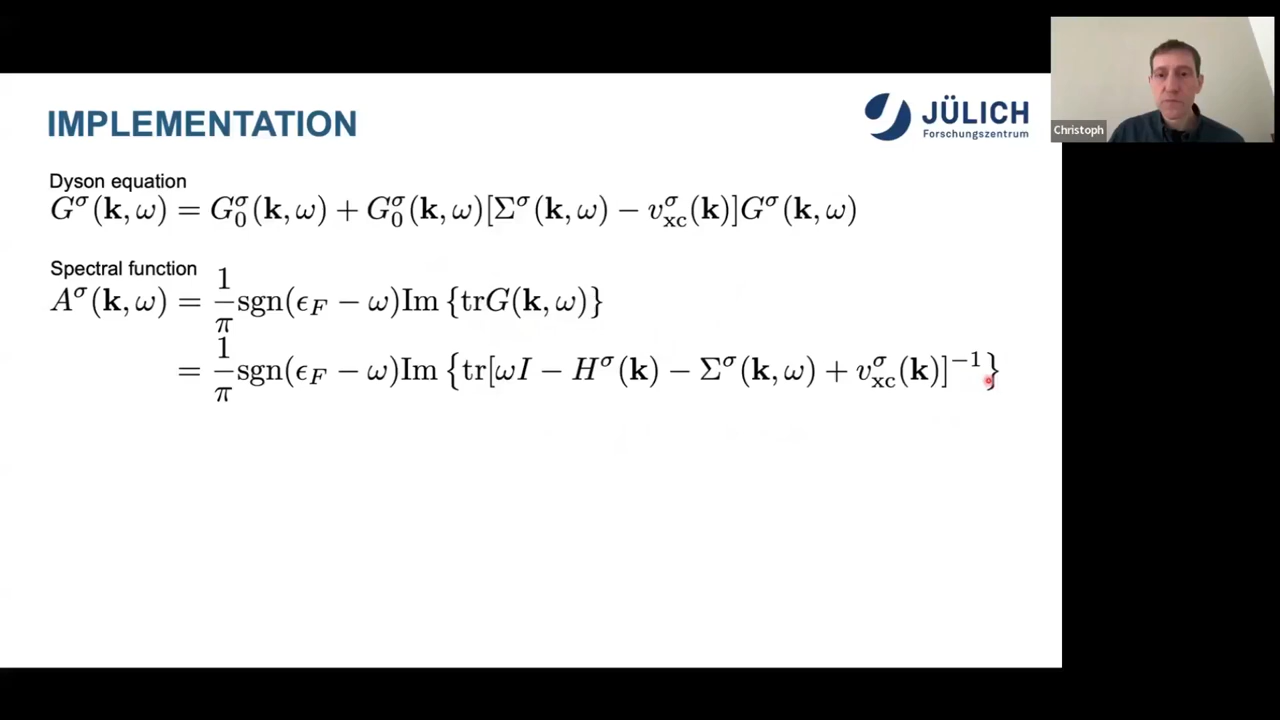 IMPLEMENTATION
JÜLICH
Forschungszentrum
Christoph
Dyson equation
G^σ(𝐤, ω) = G_0^σ(𝐤, ω) + G_0^σ(𝐤, ω)[Σ^σ(𝐤, ω) − v_xc^σ(𝐤)]G^σ(𝐤, ω)
Spectral function
A^σ(𝐤, ω) = 1/π sgn(ϵ_F − ω)Im {trG(𝐤, ω)}
= 1/π sgn(ϵ_F − ω)Im {tr[ωI − H^σ(𝐤) − Σ^σ(𝐤, ω) + v_xc^σ(𝐤)]^−1}